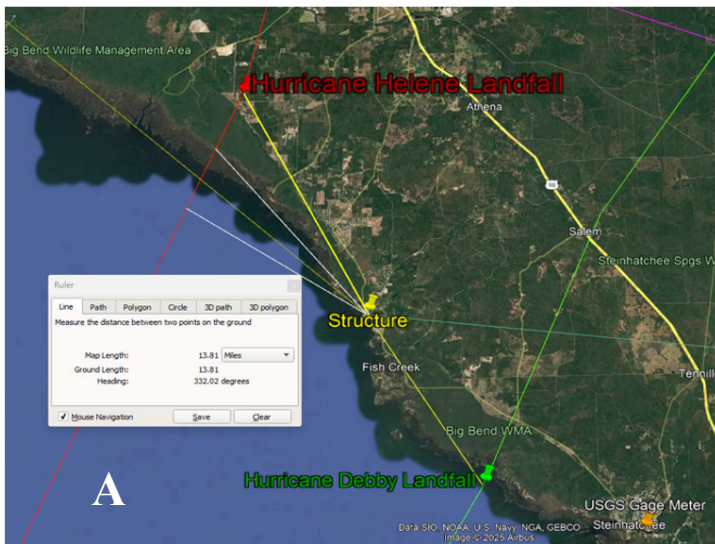 Big Bend Wildlife Management Area
Hurricane Helene Landfall
Athena
98
Salem
Steinhatchee Spgs W
Ruler
Line Path Polygon Circle 3D path 3D polygon
Measure the distance between two points on the ground
Map Length: 13.81 Miles
Ground Length: 13.81
Heading: 332.02 degrees
Mouse Navigation Save Clear
Structure
Fish Creek
Tennille
Big Bend WMA
Hurricane Debby Landfall
A
USGS Gage Meter
Steinhatchee
Data SIO, NOAA, U.S. Navy, NGA, GEBCO
Image © 2025 Airbus